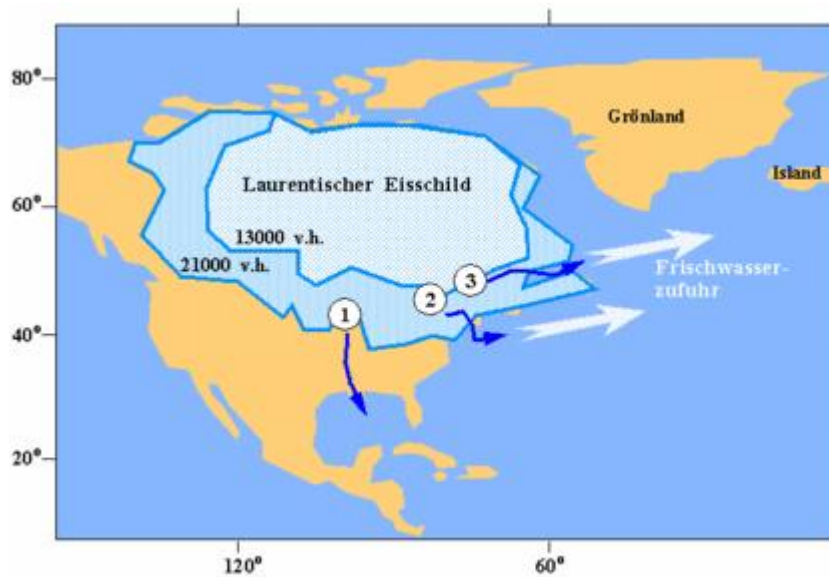 80°
Grönland
Island
Laurentischer Eisschild
60°
13000 v.h.
21000 v.h.
Frischwasser-
zufuhr
3
2
1
40°
20°
120°
60°